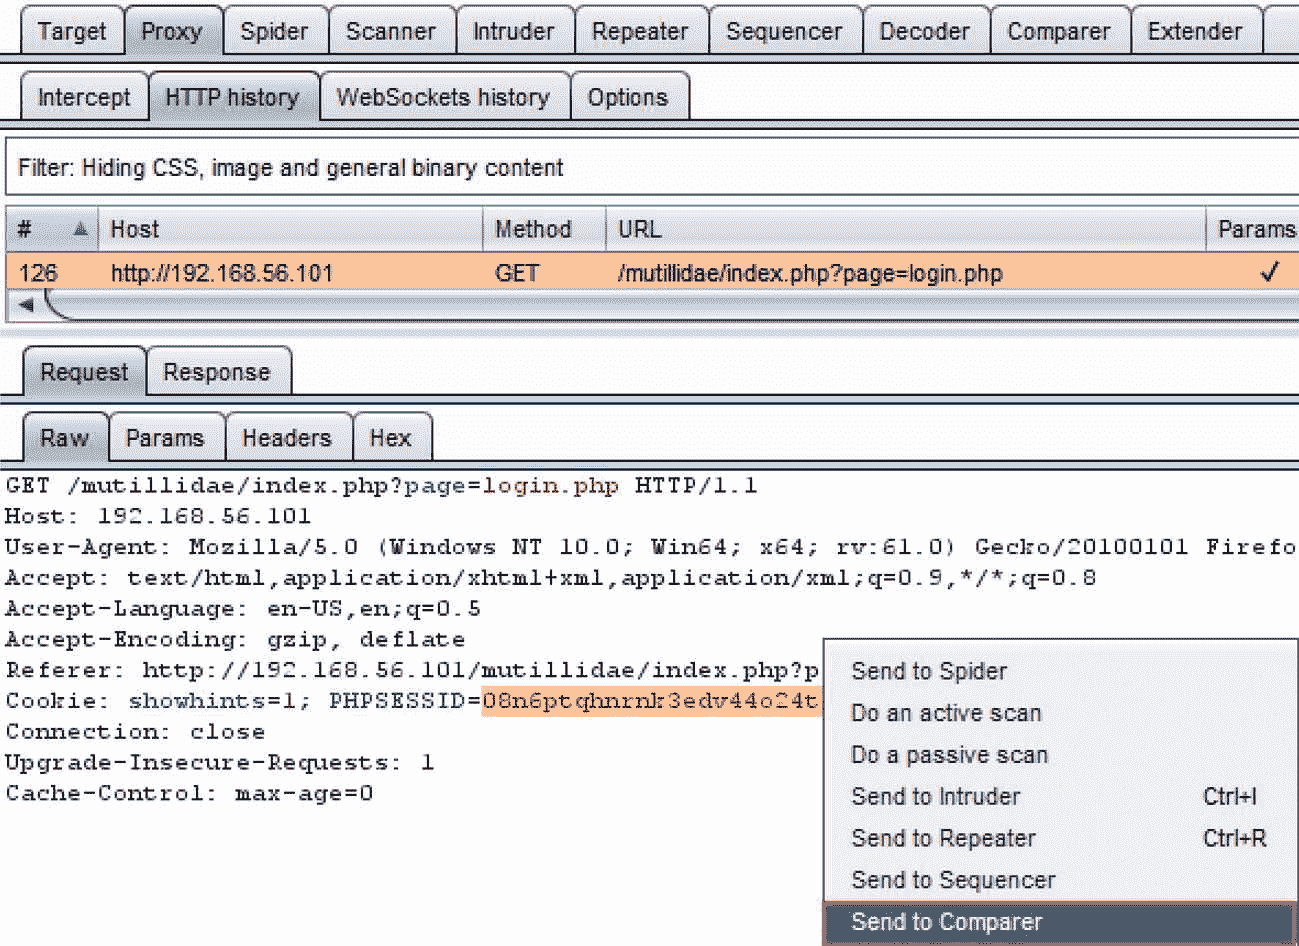 Target Proxy Spider Scanner Intruder Repeater Sequencer Decoder Comparer Extender
Intercept HTTP history WebSockets history Options
Filter: Hiding CSS, image and general binary content
# Host Method URL Params
126 http://192.168.56.101 GET /mutillidae/index.php?page=login.php ✓
Request Response
Raw Params Headers Hex
GET /mutillidae/index.php?page=login.php HTTP/1.1
Host: 192.168.56.101
User-Agent: Mozilla/5.0 (Windows NT 10.0; Win64; x64; rv:61.0) Gecko/20100101 Firefo
Accept: text/html,application/xhtml+xml,application/xml;q=0.9,*/*;q=0.8
Accept-Language: en-US,en;q=0.5
Accept-Encoding: gzip, deflate
Referer: http://192.168.56.101/mutillidae/index.php?p
Cookie: showhints=1; PHPSESSID=08n6ptqhnrnk3edv44o24t
Connection: close
Upgrade-Insecure-Requests: 1
Cache-Control: max-age=0
Send to Spider
Do an active scan
Do a passive scan
Send to Intruder Ctrl+I
Send to Repeater Ctrl+R
Send to Sequencer
Send to Comparer